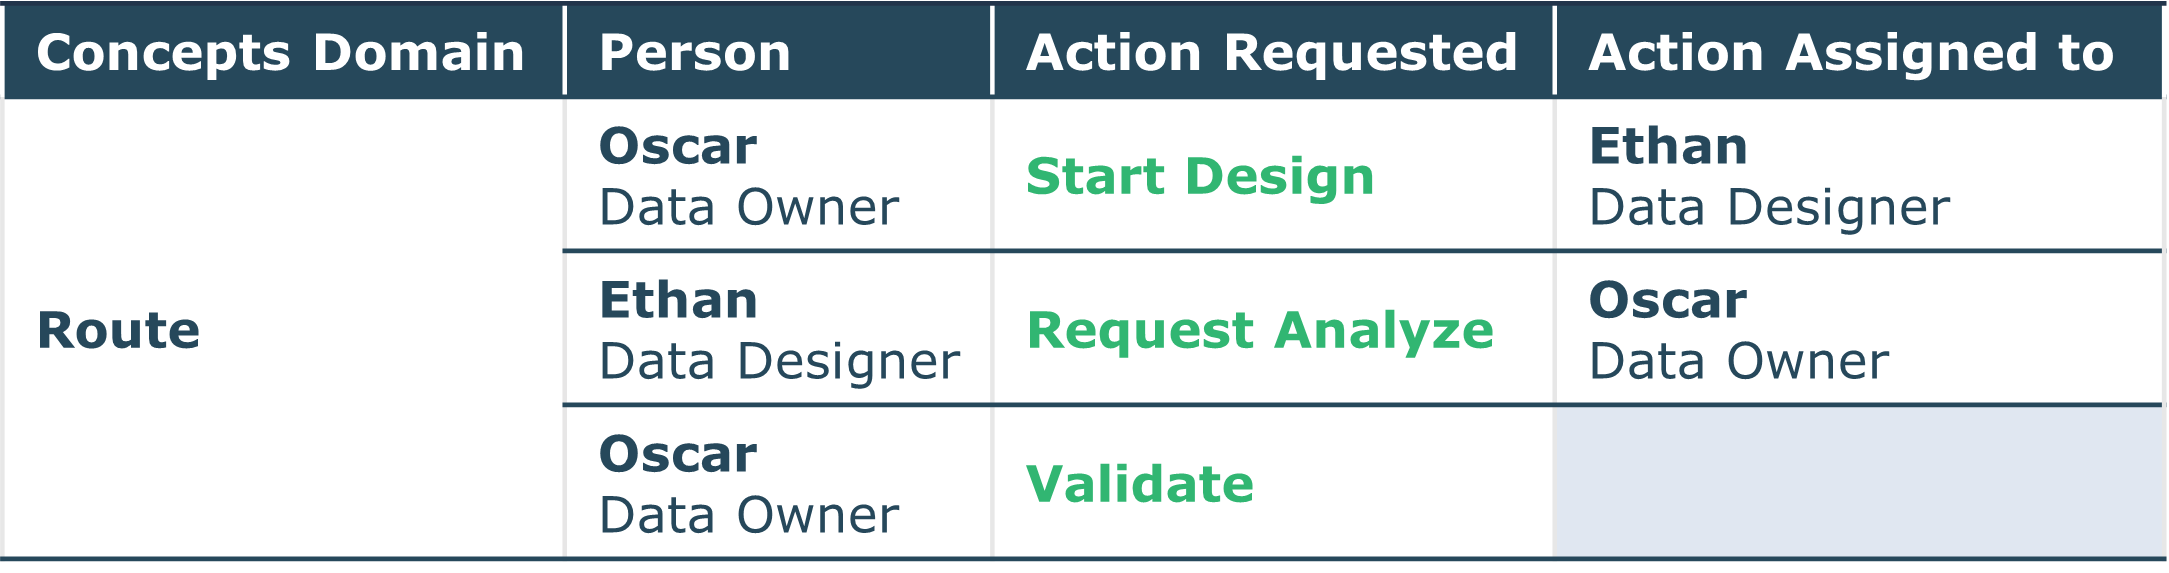 Concepts Domain Person Action Requested Action Assigned to
Route
Oscar
Data Owner
Start Design
Ethan
Data Designer
Ethan
Data Designer
Request Analyze
Oscar
Data Owner
Oscar
Data Owner
Validate